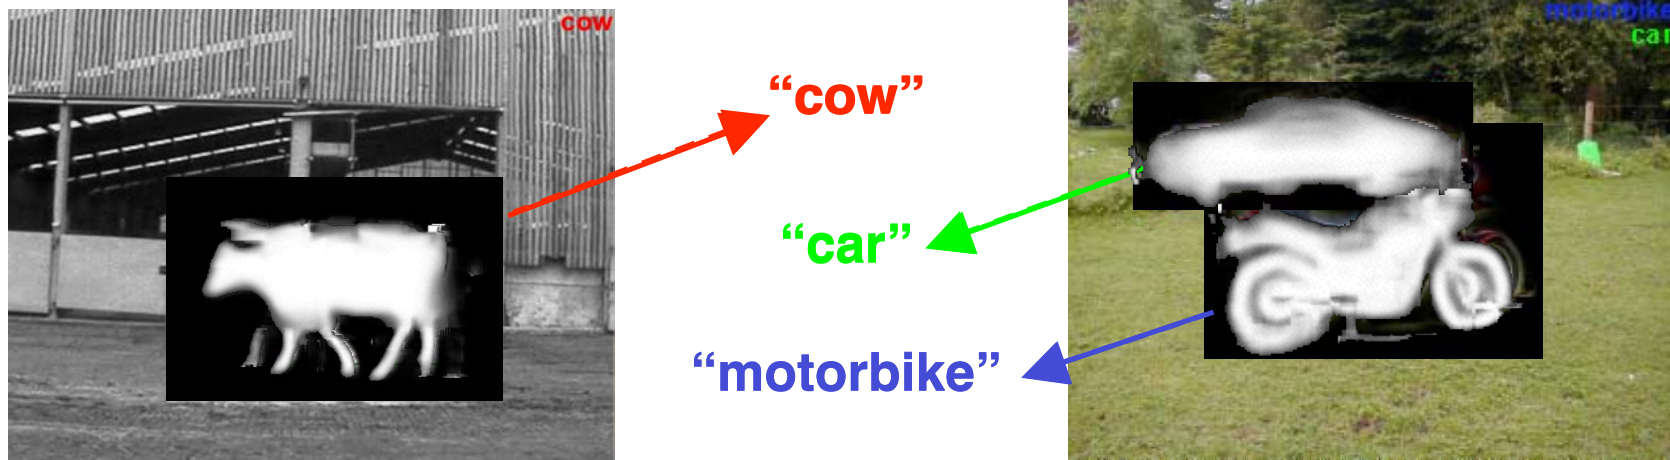 cow
“cow”
“car”
“motorbike”
motorbike
car